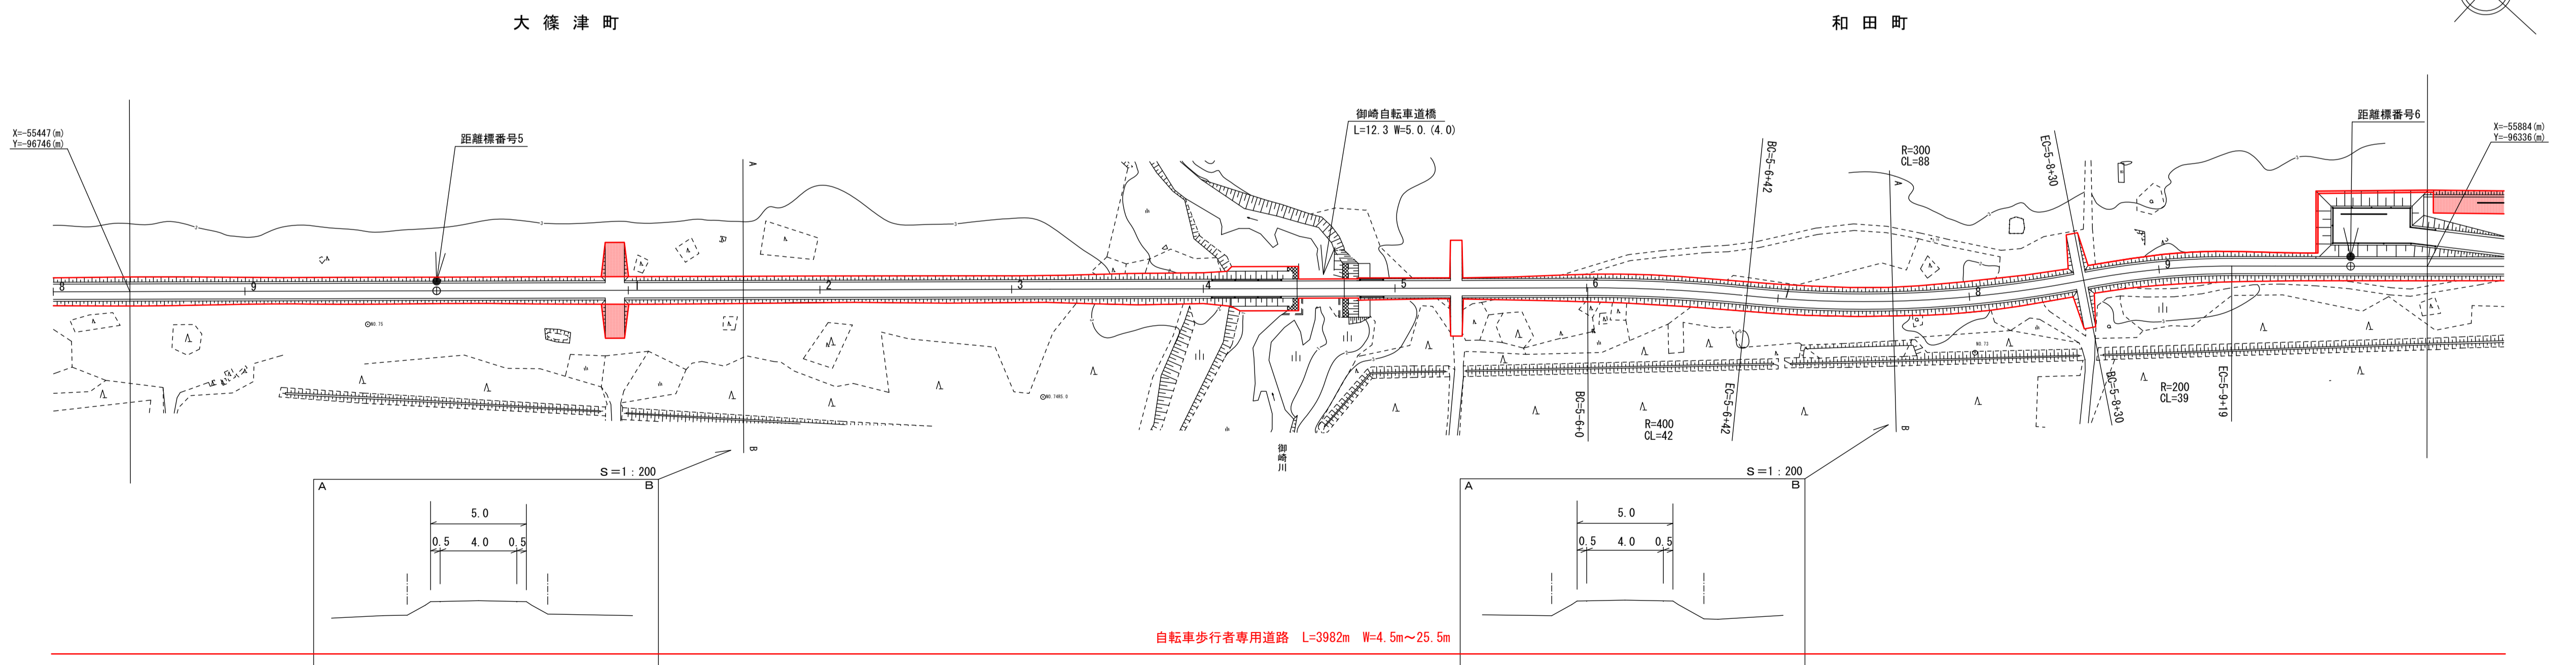 大篠津町
和田町
X=-55447(m)
Y=-96746(m)
距離標番号5
御崎自転車道橋
L=12.3 W=5.0.(4.0)
距離標番号6
X=-55884(m)
Y=-96336(m)
R=300
CL=88
BC=5-6+42
EC=5-8+30
A
A
8
9
1
2
3
4
5
6
7
8
9
NO.75
NO.73
BC=5-6+0
EC=5-6+42
R=400
CL=42
BC=5-8+30
R=200
CL=39
EC=5-9+19
B
B
御崎川
S=1:200
A
B
5.0
0.5 4.0 0.5
S=1:200
A
B
5.0
0.5 4.0 0.5
自転車歩行者専用道路 L=3982m W=4.5m～25.5m